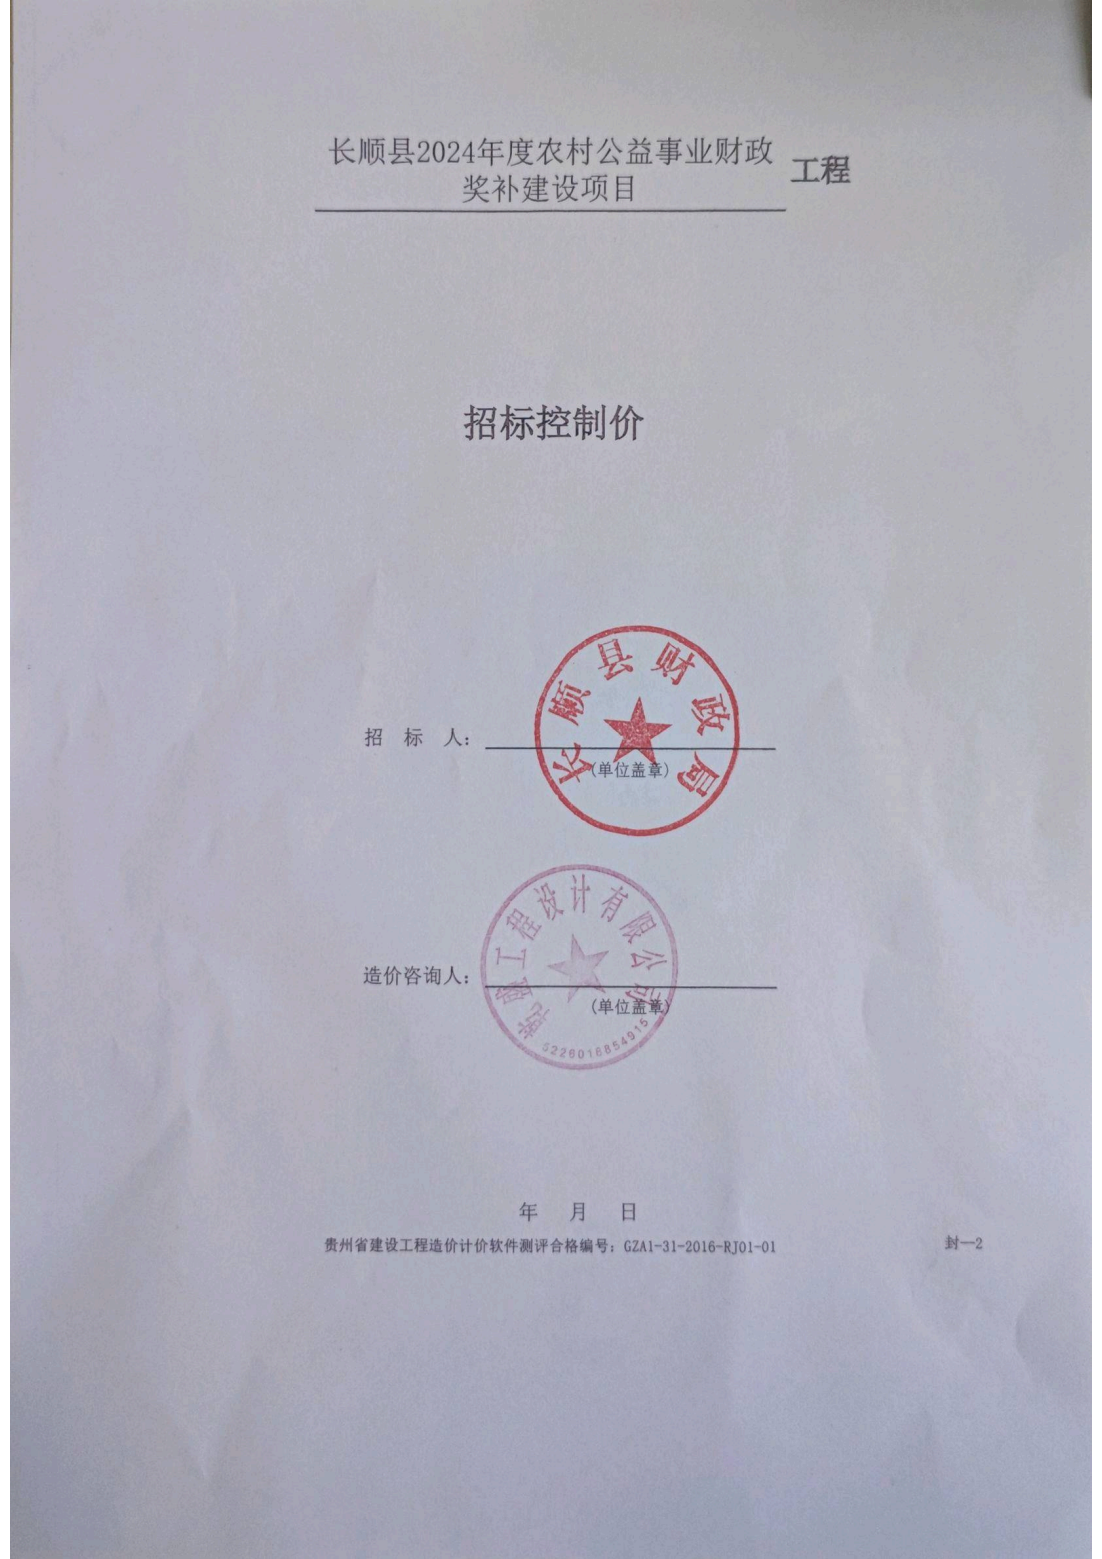 长顺县2024年度农村公益事业财政
奖补建设项目 工程
招标控制价
长顺县财政局
招 标 人：
(单位盖章)
乾盛工程设计有限公司
造价咨询人：
(单位盖章)
5226018854915
年 月 日
贵州省建设工程造价计价软件测评合格编号：GZA1-31-2016-RJ01-01
封—2